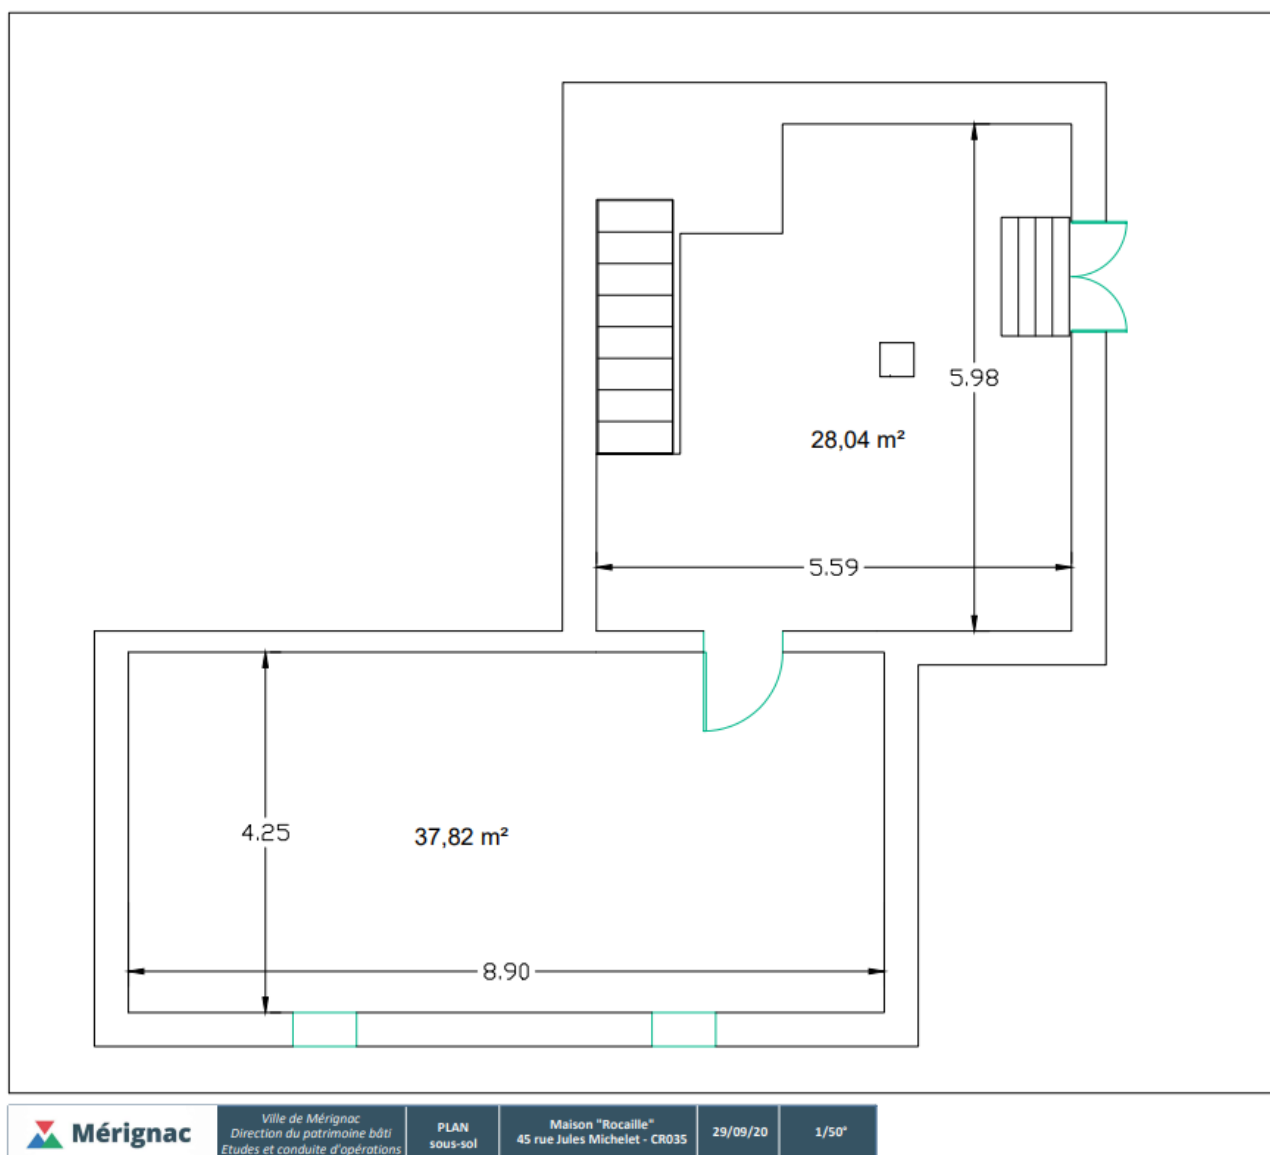 5.98
28,04 m²
5.59
4.25
37,82 m²
8.90
Mérignac
Ville de Mérignac
Direction du patrimoine bâti
Etudes et conduite d'opérations
PLAN
sous-sol
Maison "Rocaille"
45 rue Jules Michelet - CR035
29/09/20
1/50°